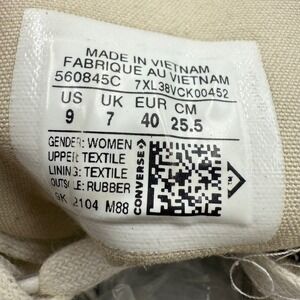 MADE IN VIETNAM
FABRIQUE AU VIETNAM
560845C 7XL38VCK00452
US UK EUR CM
9 7 40 25.5
GENDER: WOMEN
UPPER: TEXTILE
LINING: TEXTILE
OUTSOLE: RUBBER
2104 M88
CONVERSE